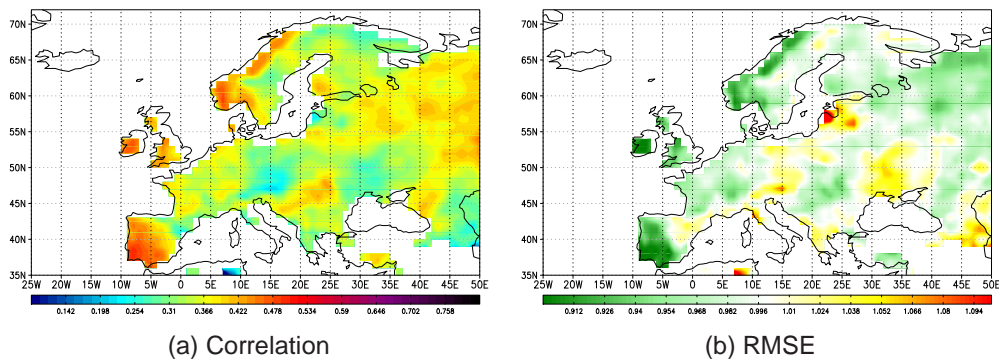 70N
65N
60N
55N
50N
45N
40N
35N
25W 20W 15W 10W 5W 0 5E 10E 15E 20E 25E 30E 35E 40E 45E 50E
0.142 0.198 0.254 0.31 0.366 0.422 0.478 0.534 0.59 0.646 0.702 0.758
(a) Correlation
70N
65N
60N
55N
50N
45N
40N
35N
25W 20W 15W 10W 5W 0 5E 10E 15E 20E 25E 30E 35E 40E 45E 50E
0.912 0.926 0.94 0.954 0.968 0.982 0.996 1.01 1.024 1.038 1.052 1.066 1.08 1.094
(b) RMSE